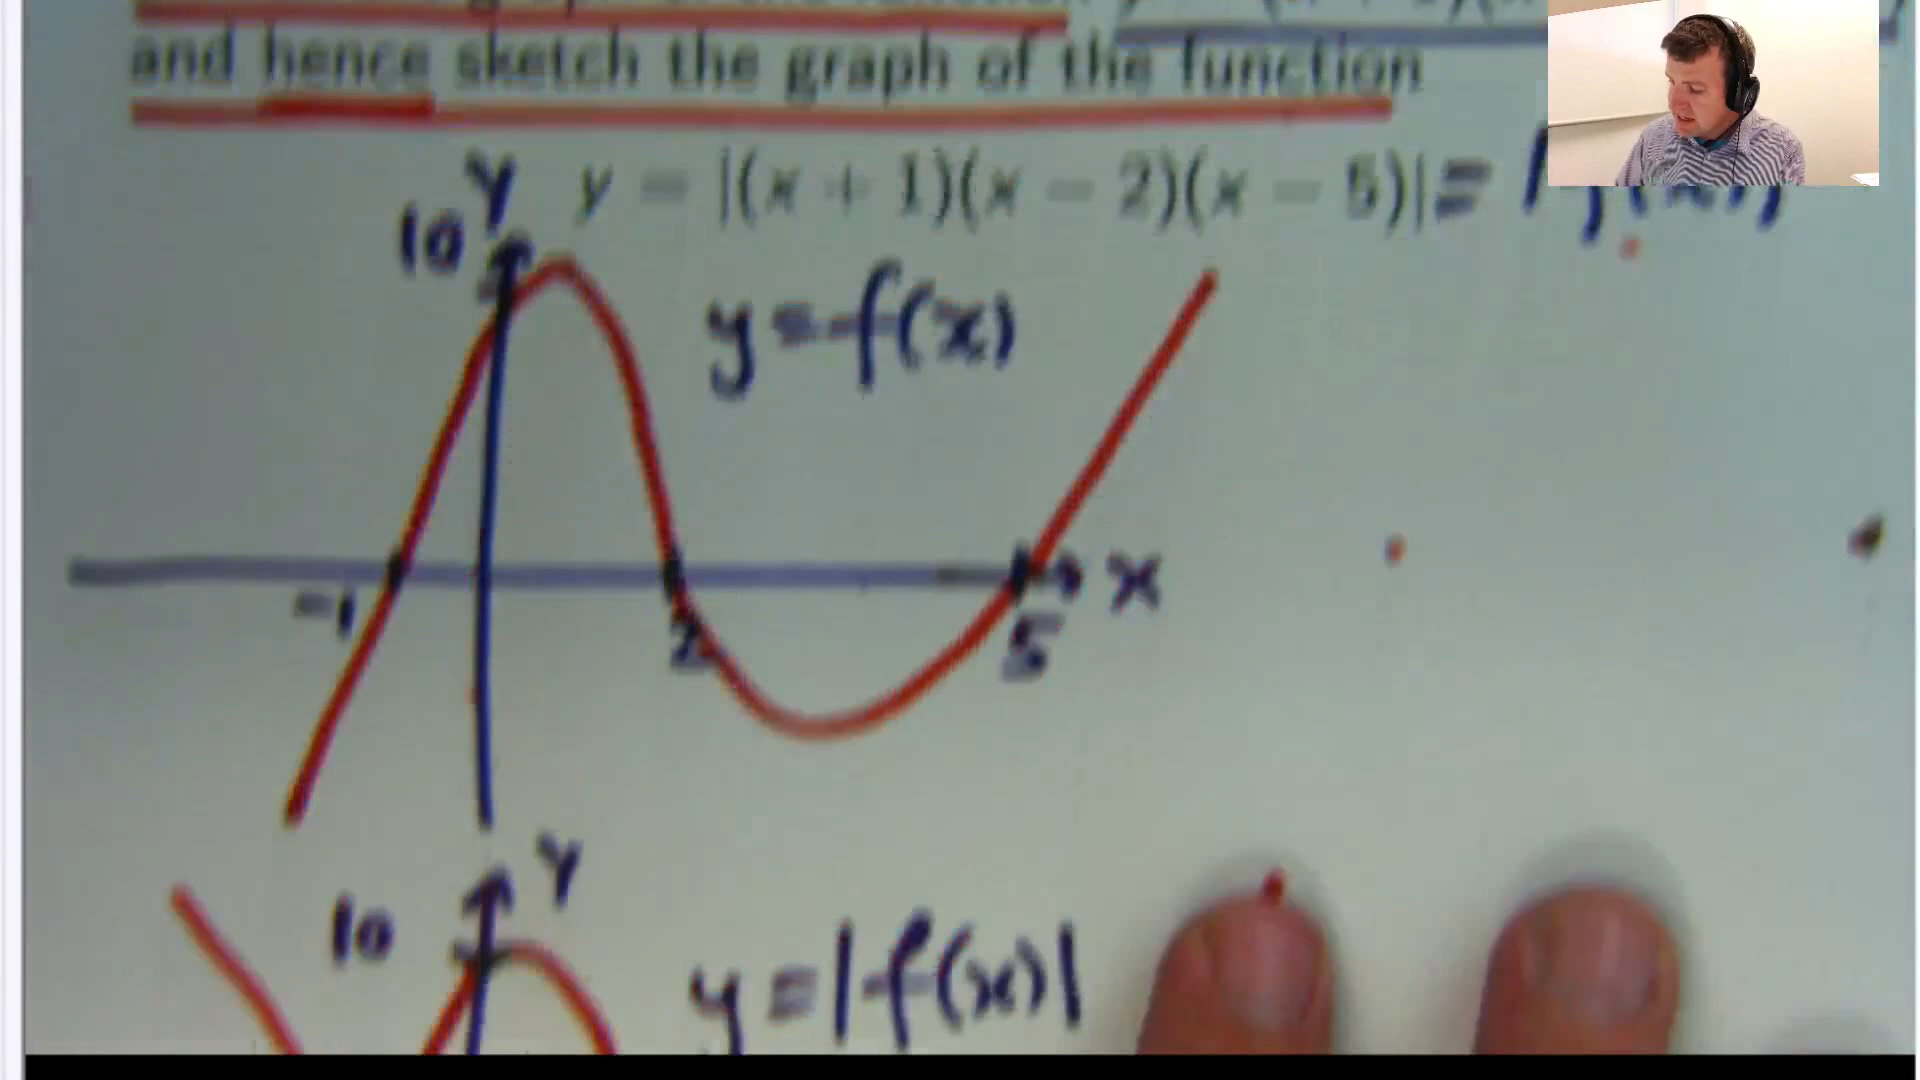 and hence sketch the graph of the function
y = |(x + 1)(x − 2)(x − 5)| =
Y
10
y = f(x)
-1
2
5
x
Y
10
y = |f(x)|